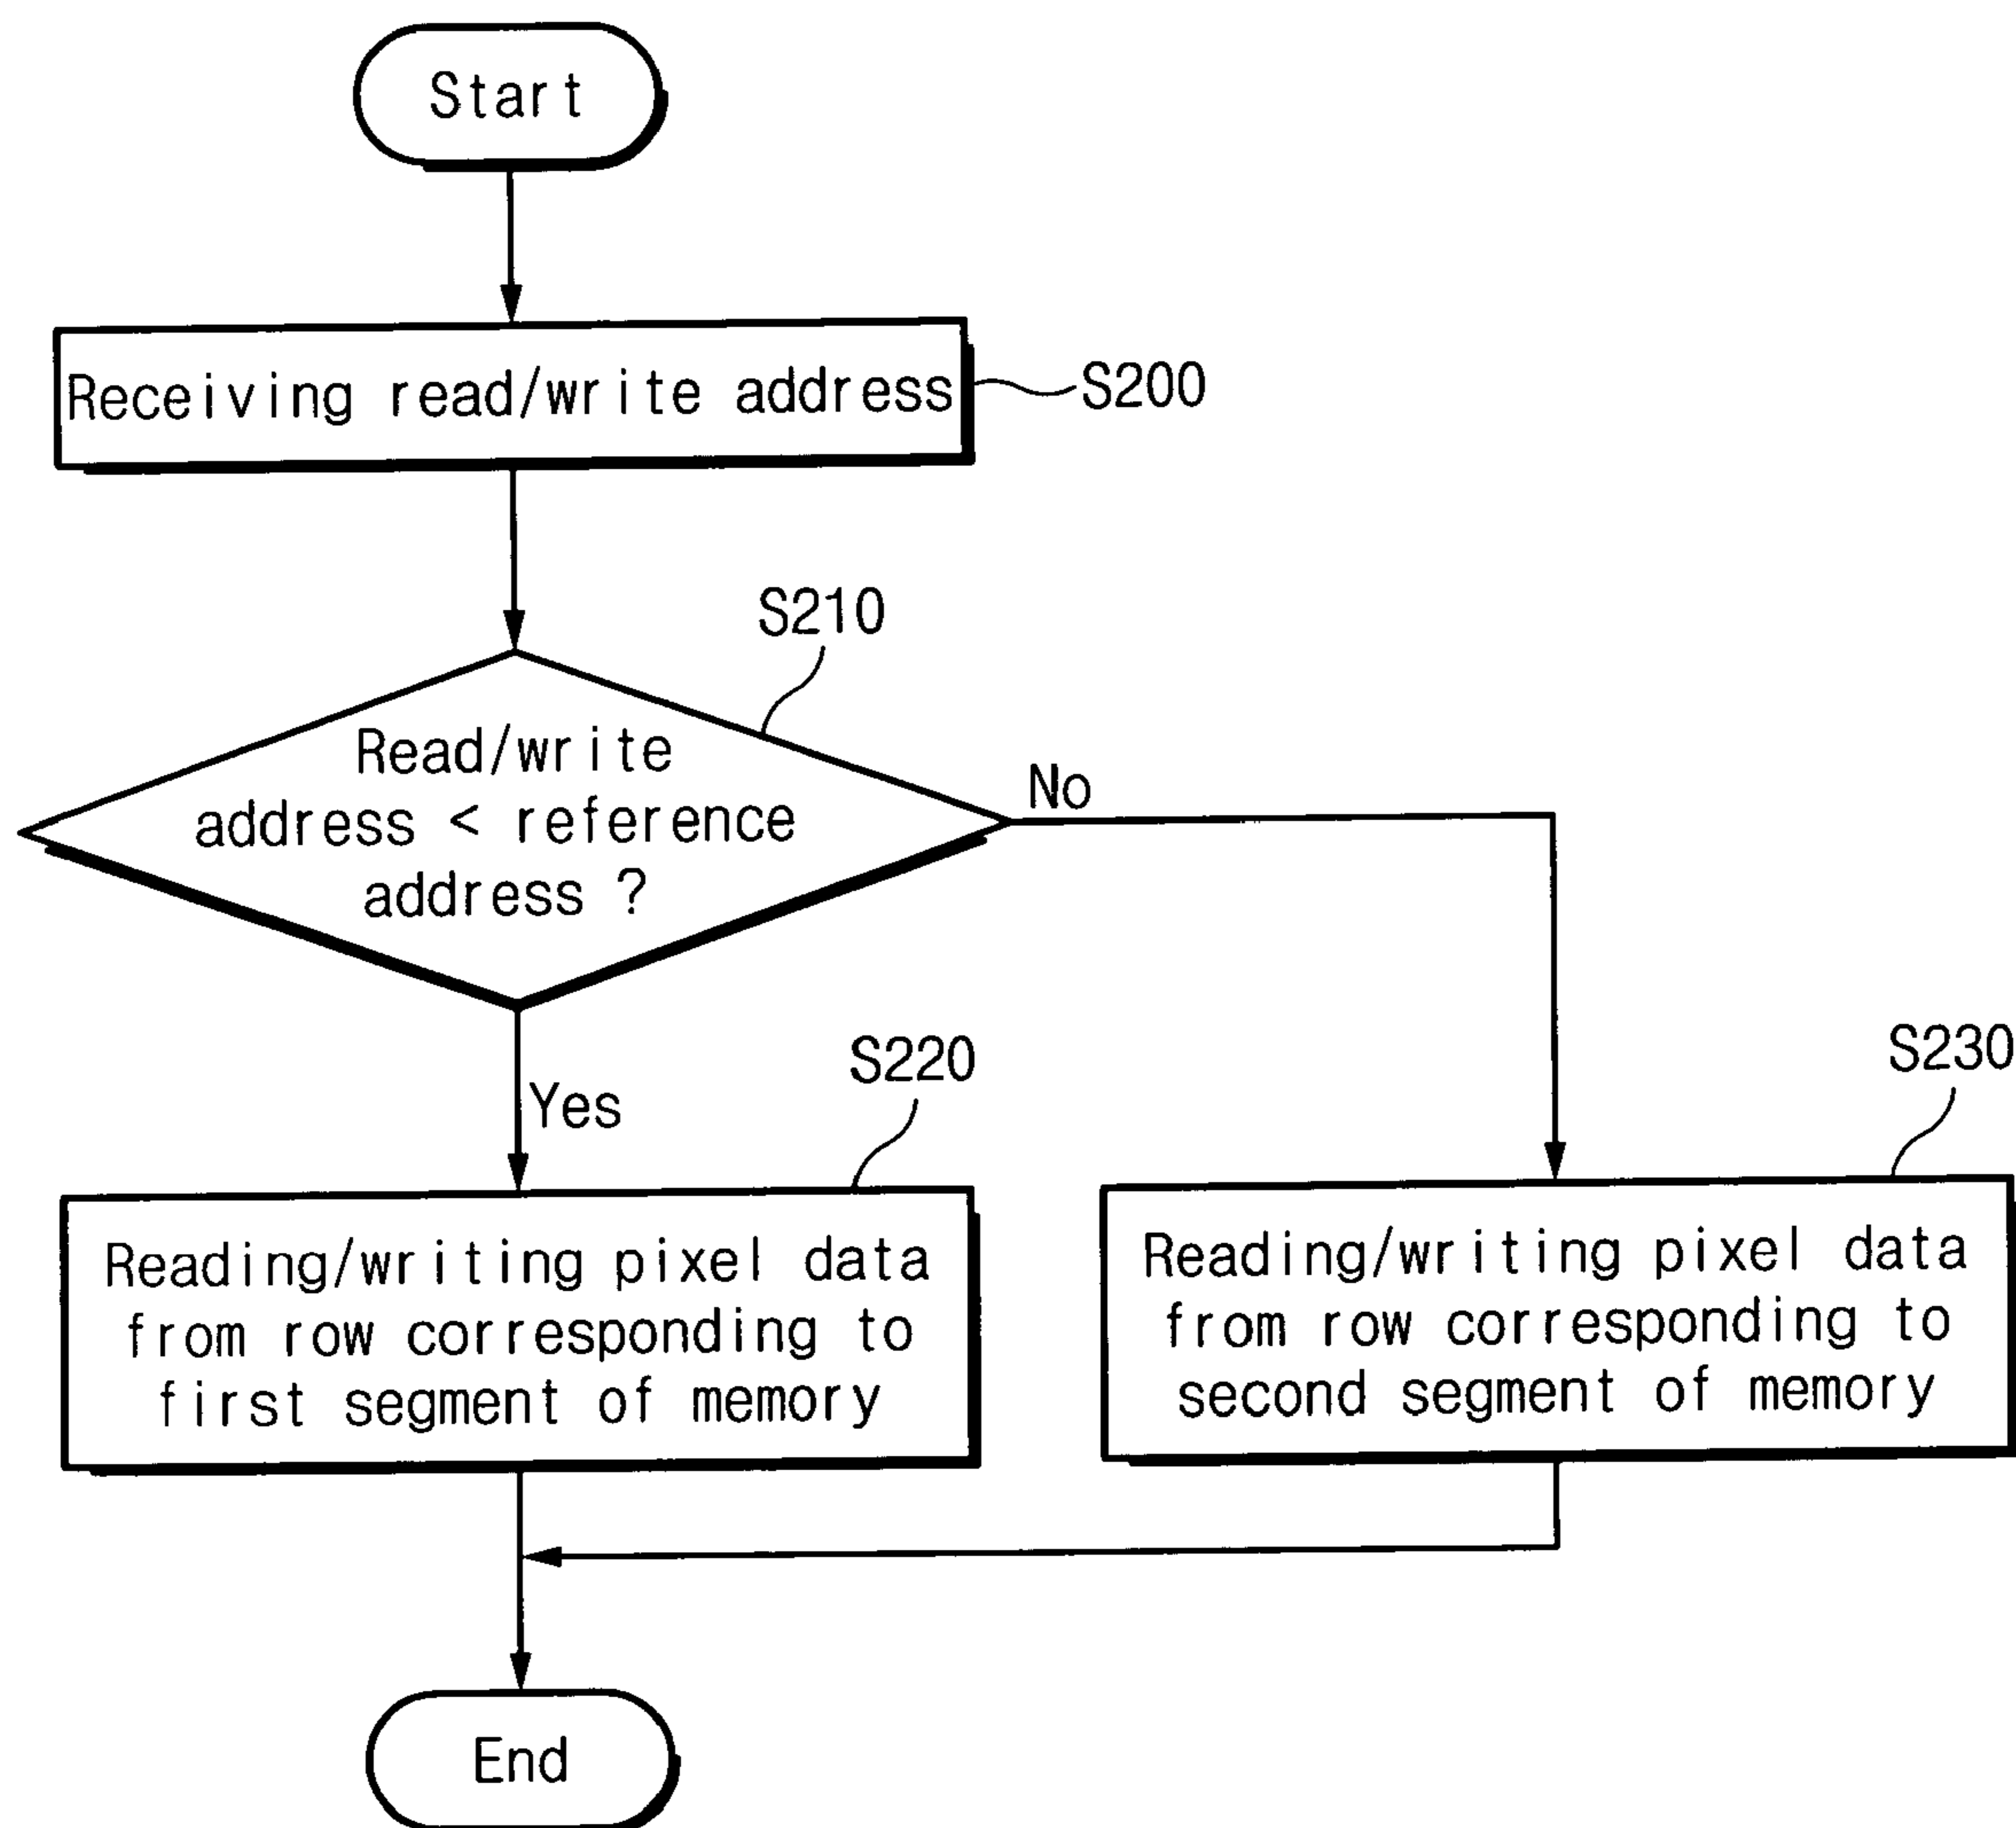 Start
Receiving read/write address
S200
S210
Read/write
address < reference
address ?
No
Yes
S220
S230
Reading/writing pixel data
from row corresponding to
first segment of memory
Reading/writing pixel data
from row corresponding to
second segment of memory
End